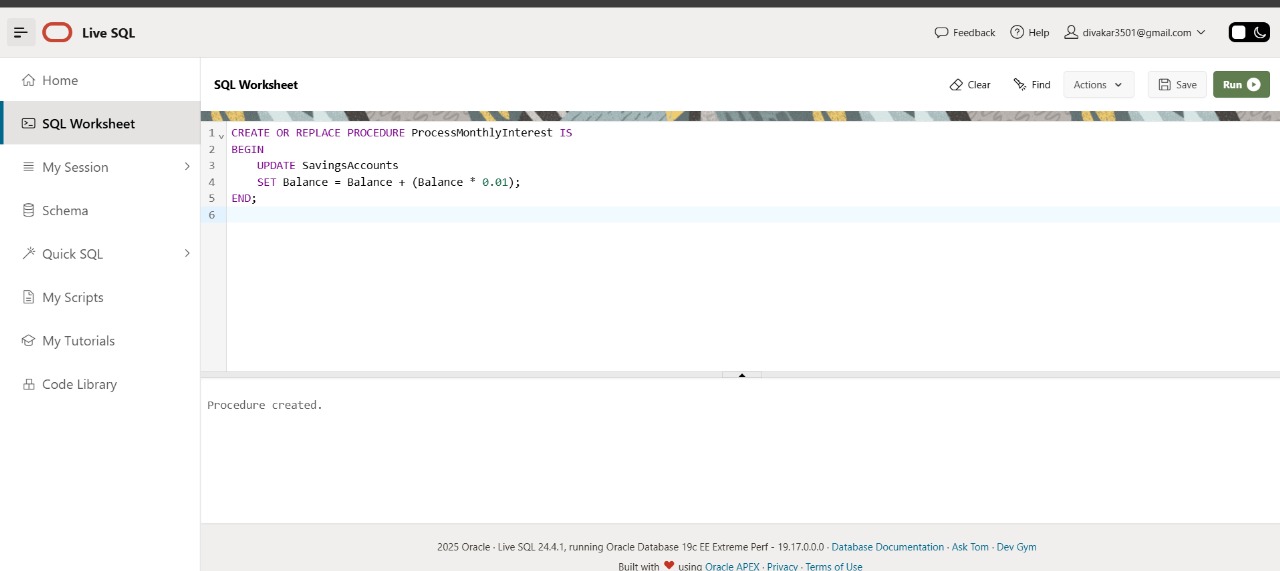 Live SQL
Feedback
Help
divakar3501@gmail.com
Home
SQL Worksheet
My Session
Schema
Quick SQL
My Scripts
My Tutorials
Code Library
SQL Worksheet
Clear
Find
Actions
Save
Run
1 CREATE OR REPLACE PROCEDURE ProcessMonthlyInterest IS
2 BEGIN
3     UPDATE SavingsAccounts
4     SET Balance = Balance + (Balance * 0.01);
5 END;
6
Procedure created.
2025 Oracle · Live SQL 24.4.1, running Oracle Database 19c EE Extreme Perf - 19.17.0.0.0 · Database Documentation · Ask Tom · Dev Gym
Built with ❤ using Oracle APEX · Privacy · Terms of Use